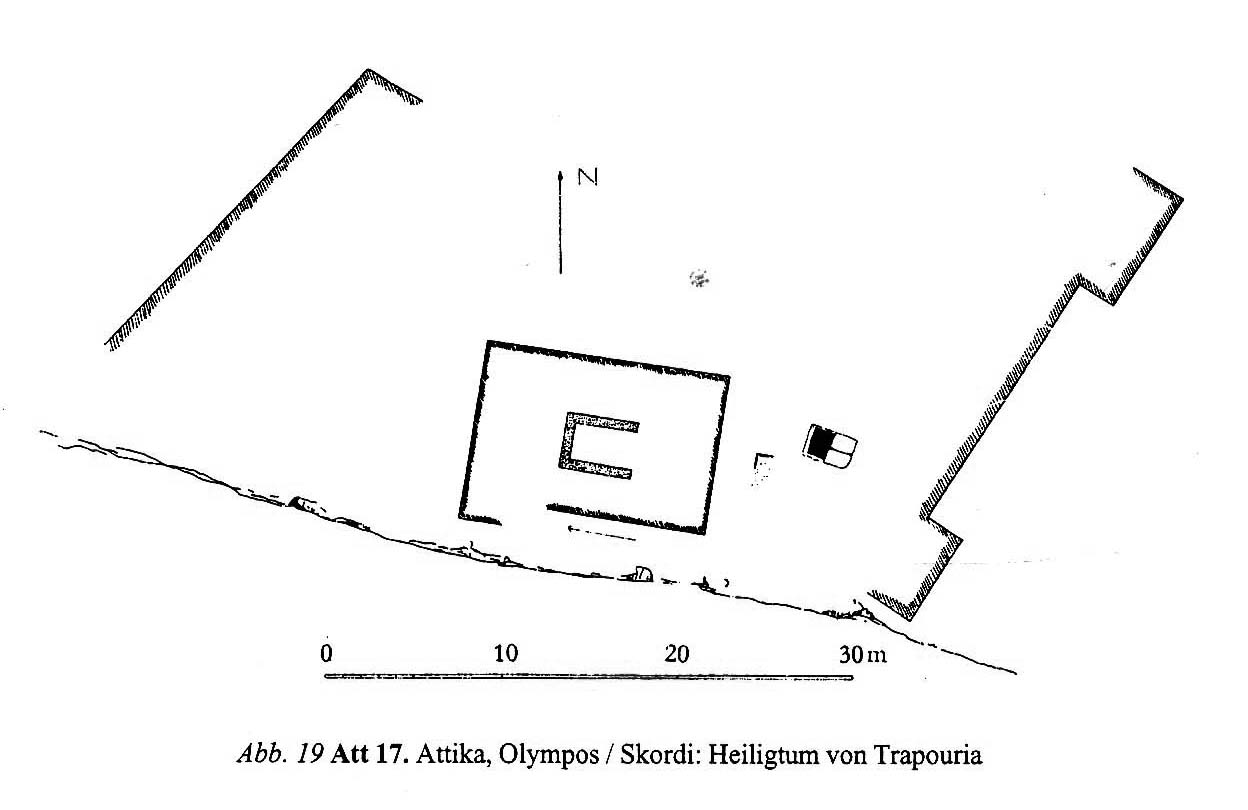 N
0 10 20 30 m
Abb. 19 Att 17. Attika, Olympos / Skordi: Heiligtum von Trapouria